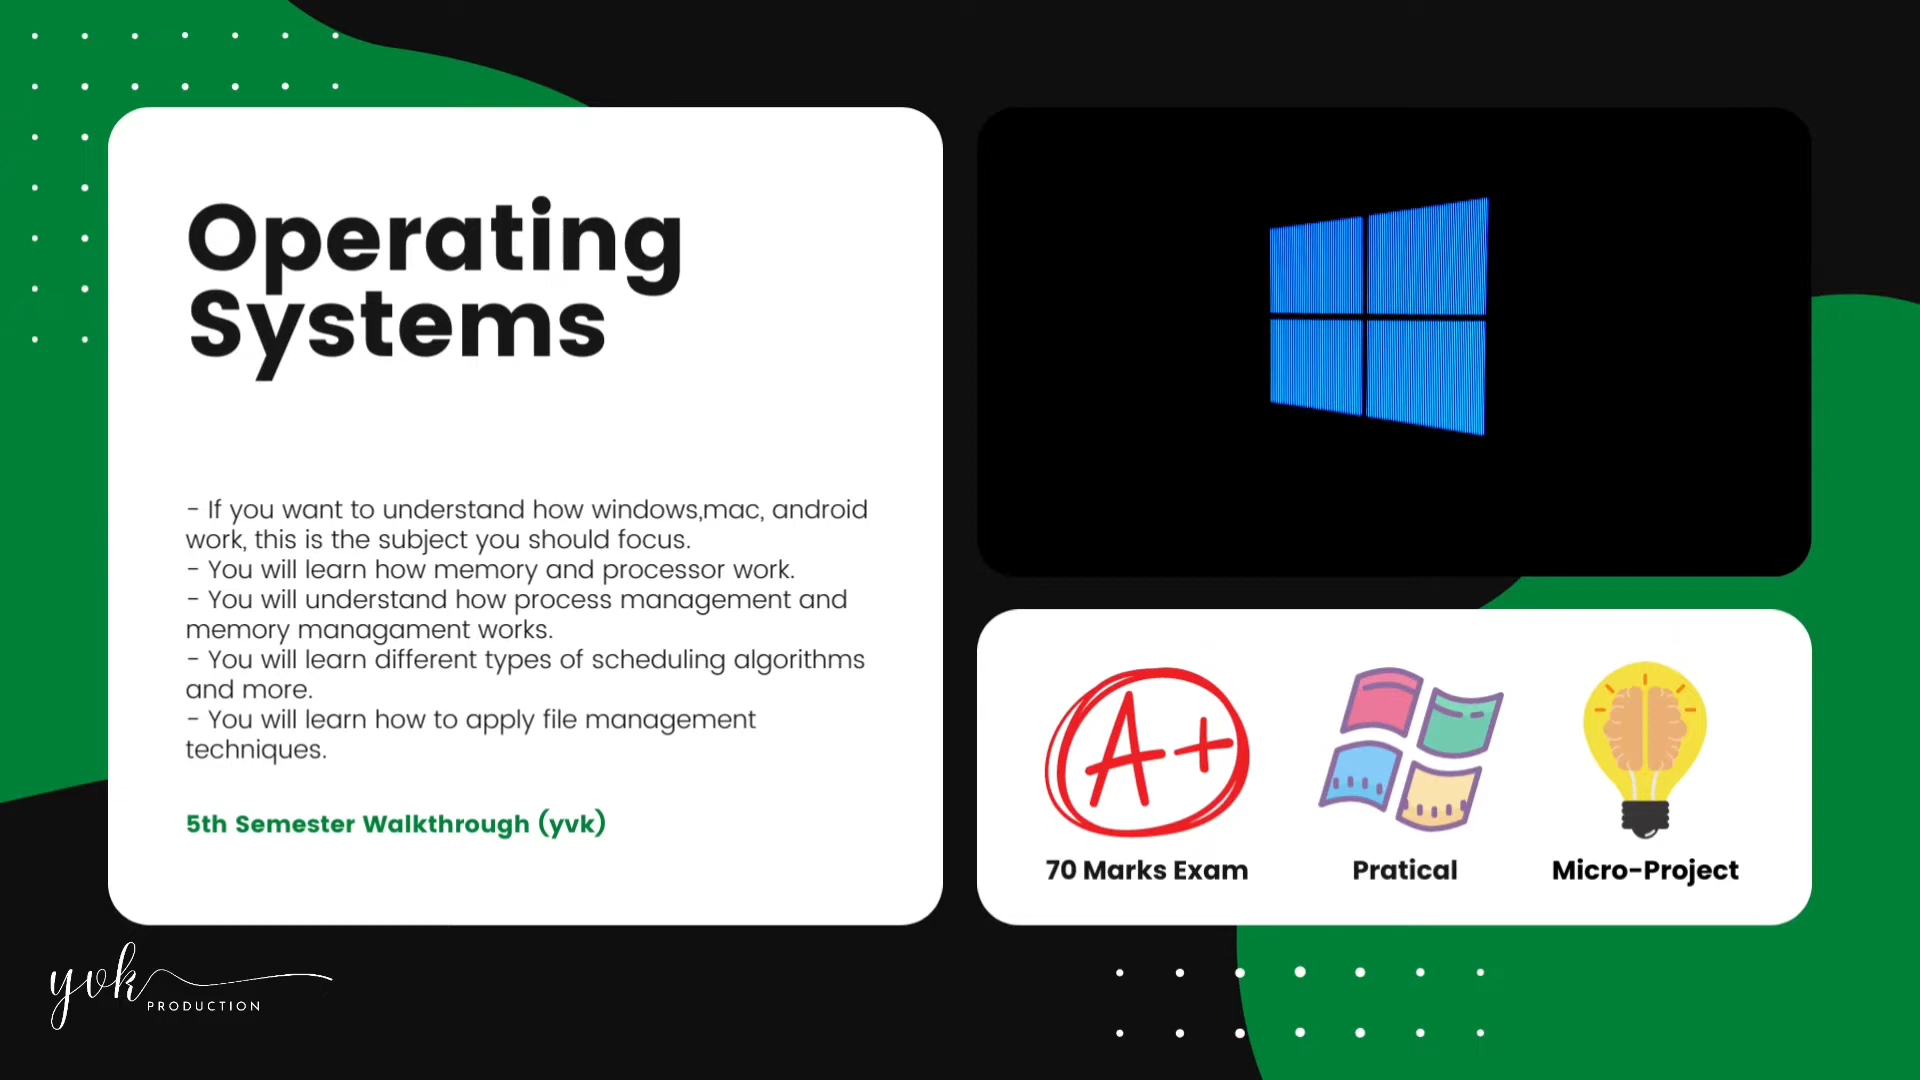 Operating
Systems
- If you want to understand how windows,mac, android
work, this is the subject you should focus.
- You will learn how memory and processor work.
- You will understand how process management and
memory managament works.
- You will learn different types of scheduling algorithms
and more.
- You will learn how to apply file management
techniques.
5th Semester Walkthrough (yvk)
A+
70 Marks Exam
Pratical
Micro-Project
yvk
PRODUCTION